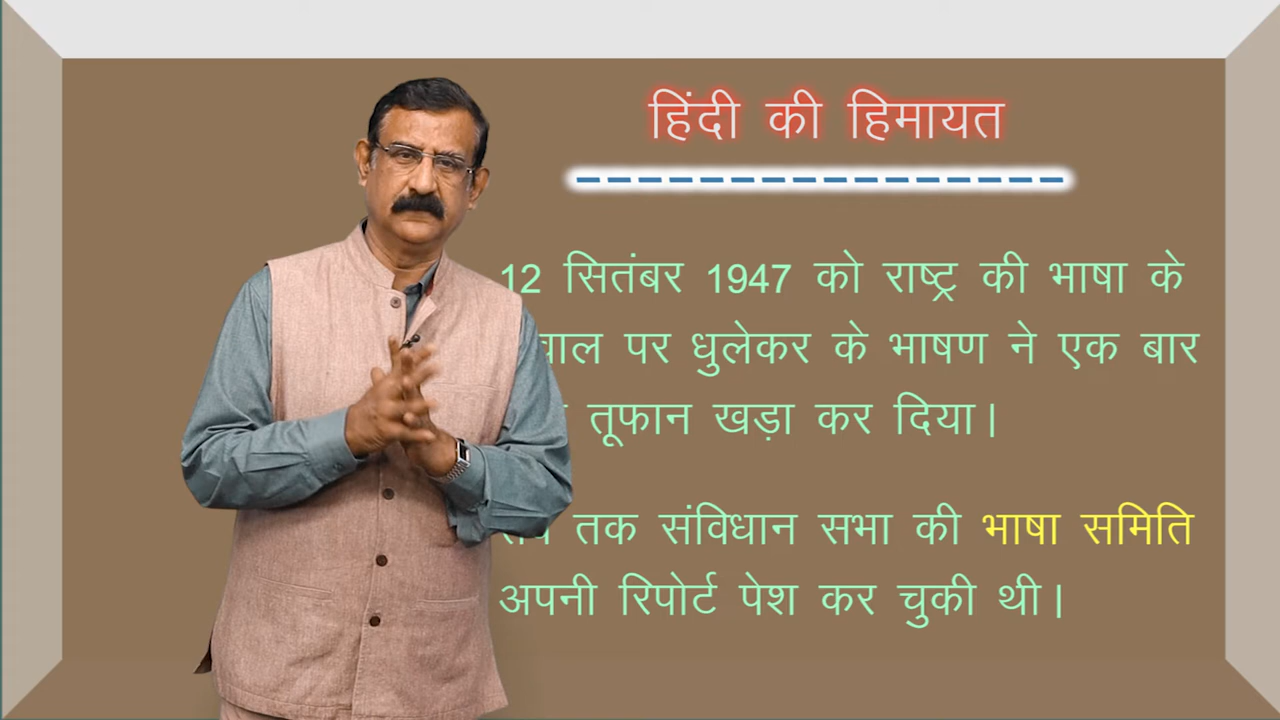 हिंदी की हिमायत
12 सितंबर 1947 को राष्ट्र की भाषा के
पर धुलेकर के भाषण ने एक बार
तूफान खड़ा कर दिया।
तक संविधान सभा की भाषा समिति
अपनी रिपोर्ट पेश कर चुकी थी।